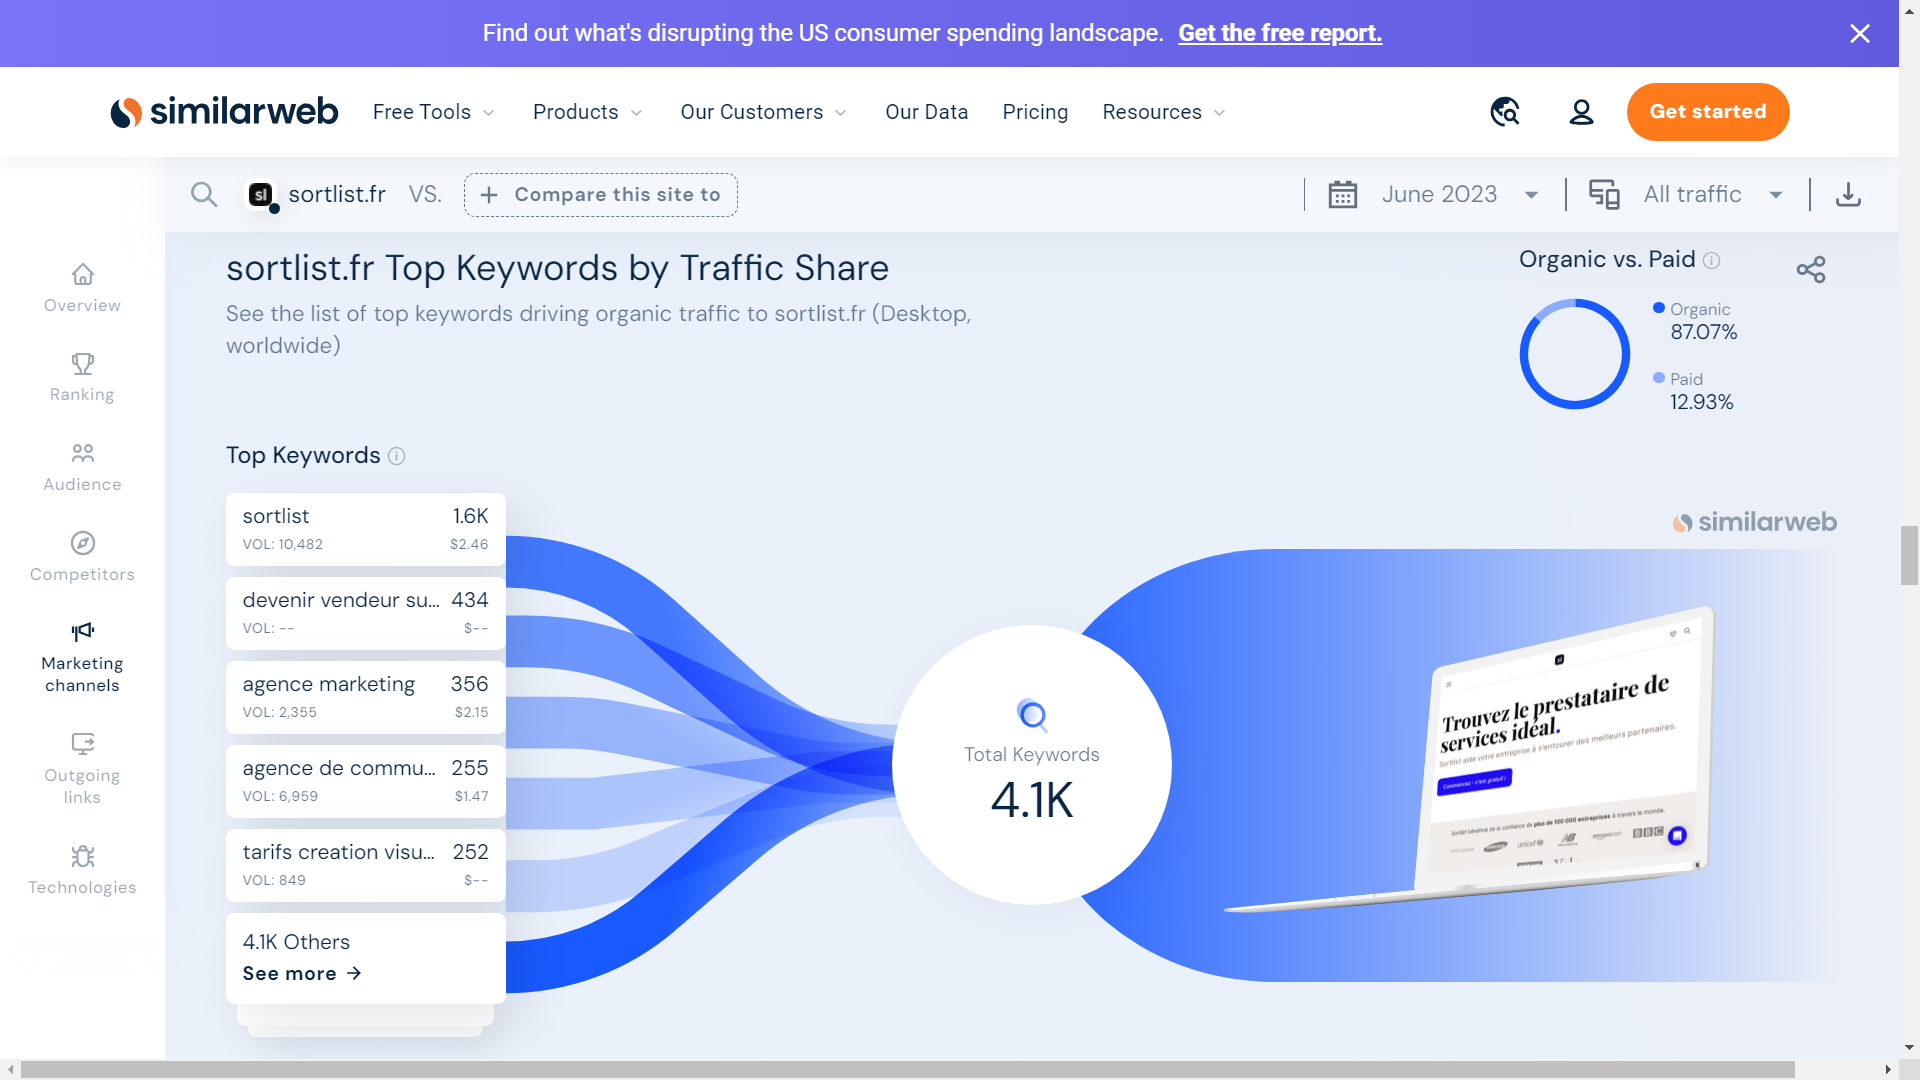 Find out what's disrupting the US consumer spending landscape. Get the free report.
similarweb Free Tools Products Our Customers Our Data Pricing Resources Get started
sl sortlist.fr VS. + Compare this site to June 2023 All traffic
Overview
Ranking
Audience
Competitors
Marketing
channels
Outgoing
links
Technologies
sortlist.fr Top Keywords by Traffic Share
See the list of top keywords driving organic traffic to sortlist.fr (Desktop,
worldwide)
Organic vs. Paid
Organic
87.07%
Paid
12.93%
Top Keywords
sortlist 1.6K
VOL: 10,482 $2.46
devenir vendeur su... 434
VOL: -- $--
agence marketing 356
VOL: 2,355 $2.15
agence de commu... 255
VOL: 6,959 $1.47
tarifs creation visu... 252
VOL: 849 $--
4.1K Others
See more →
Total Keywords
4.1K
similarweb
sl
Trouvez le prestataire de
services idéal.
Sortlist aide votre entreprise à s'entourer des meilleurs partenaires.
Commencez - c'est gratuit !
Sortlist bénéficie de la confiance de plus de 100 000 entreprises à travers le monde.
SAMSUNG unicef NB amazon.com BBC